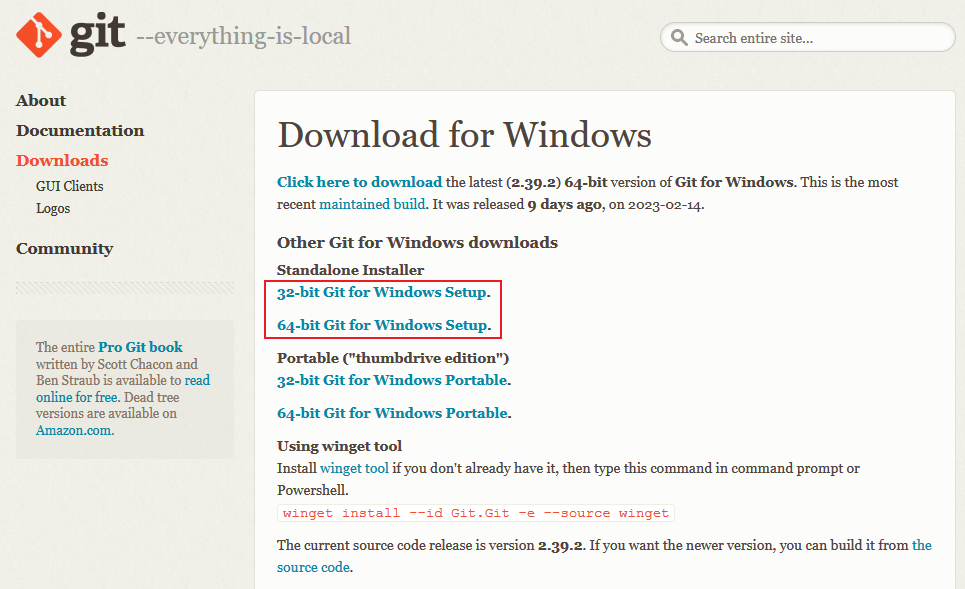 git --everything-is-local
Search entire site...
About
Documentation
Downloads
GUI Clients
Logos
Community
The entire Pro Git book
written by Scott Chacon and
Ben Straub is available to read
online for free. Dead tree
versions are available on
Amazon.com.
Download for Windows
Click here to download the latest (2.39.2) 64-bit version of Git for Windows. This is the most
recent maintained build. It was released 9 days ago, on 2023-02-14.
Other Git for Windows downloads
Standalone Installer
32-bit Git for Windows Setup.
64-bit Git for Windows Setup.
Portable ("thumbdrive edition")
32-bit Git for Windows Portable.
64-bit Git for Windows Portable.
Using winget tool
Install winget tool if you don't already have it, then type this command in command prompt or
Powershell.
winget install --id Git.Git -e --source winget
The current source code release is version 2.39.2. If you want the newer version, you can build it from the
source code.